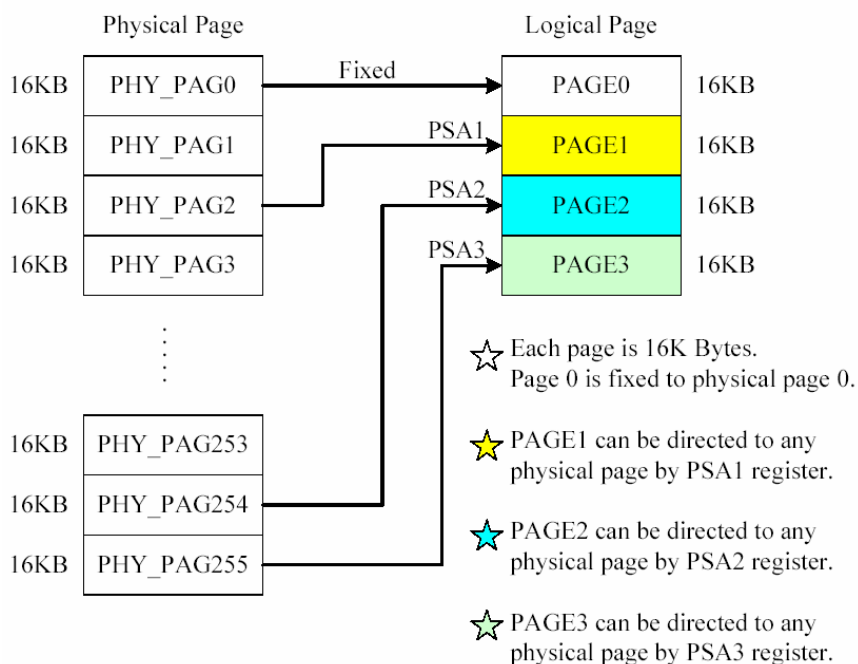 Physical Page
Logical Page
16KB PHY_PAG0 Fixed PAGE0 16KB
16KB PHY_PAG1 PSA1 PAGE1 16KB
16KB PHY_PAG2 PSA2 PAGE2 16KB
16KB PHY_PAG3 PSA3 PAGE3 16KB
16KB PHY_PAG253
16KB PHY_PAG254
16KB PHY_PAG255
Each page is 16K Bytes.
Page 0 is fixed to physical page 0.
PAGE1 can be directed to any
physical page by PSA1 register.
PAGE2 can be directed to any
physical page by PSA2 register.
PAGE3 can be directed to any
physical page by PSA3 register.